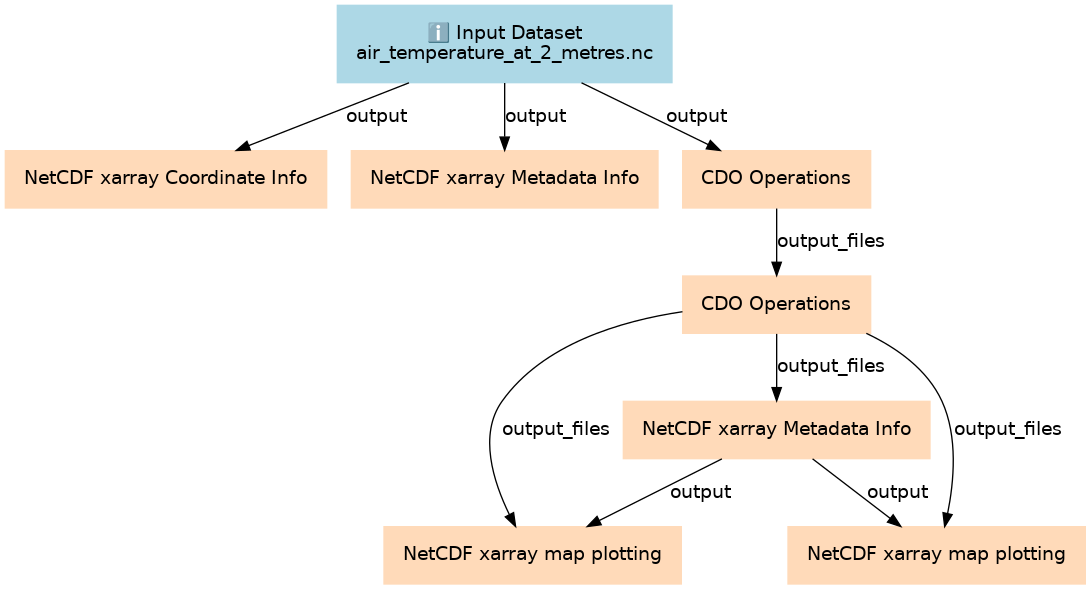 ℹ️ Input Dataset
air_temperature_at_2_metres.nc
output
output
output
NetCDF xarray Coordinate Info
NetCDF xarray Metadata Info
CDO Operations
output_files
CDO Operations
output_files
output_files
NetCDF xarray Metadata Info
output_files
output
output
NetCDF xarray map plotting
NetCDF xarray map plotting